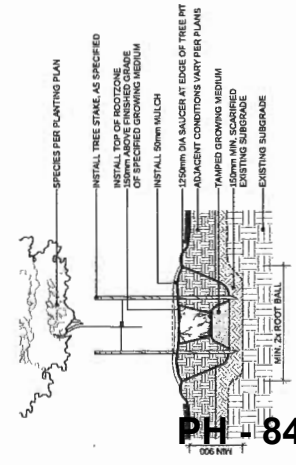 SPECIES PER PLANTING PLAN
INSTALL TREE STAKE, AS SPECIFIED
INSTALL TOP OF ROOTZONE
150mm ABOVE FINISHED GRADE
OF SPECIFIED GROWING MEDIUM
INSTALL 50mm MULCH
1250mm DIA SAUCER AT EDGE OF TREE PIT
ADJACENT CONDITIONS VARY PER PLANS
TAMPED GROWING MEDIUM
150mm MIN. SCARIFIED
EXISTING SUBGRADE
EXISTING SUBGRADE
MIN. 2x ROOT BALL
900 MIN
PH - 84